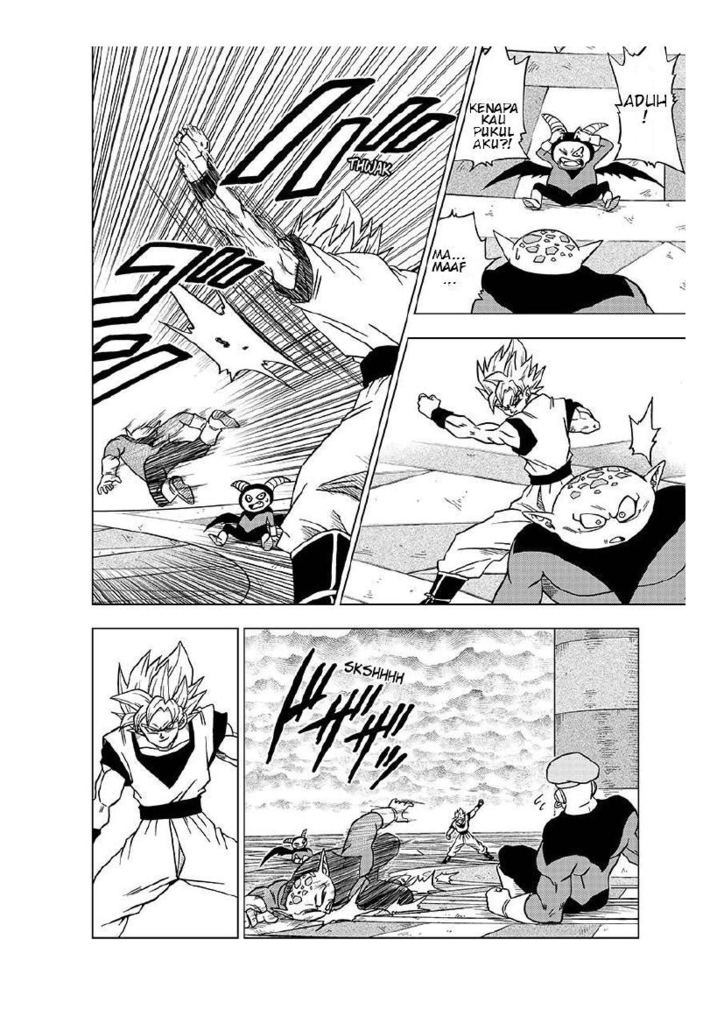 ADUH
!
KENAPA
KAU
PUKUL
AKU?!
MA...
MAAF
...
THWAK
SKSHHHH